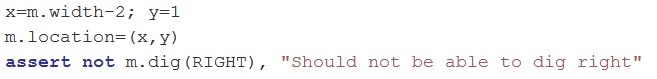 x=m.width-2; y=1
m.location=(x,y)
assert not m.dig(RIGHT), "Should not be able to dig right"